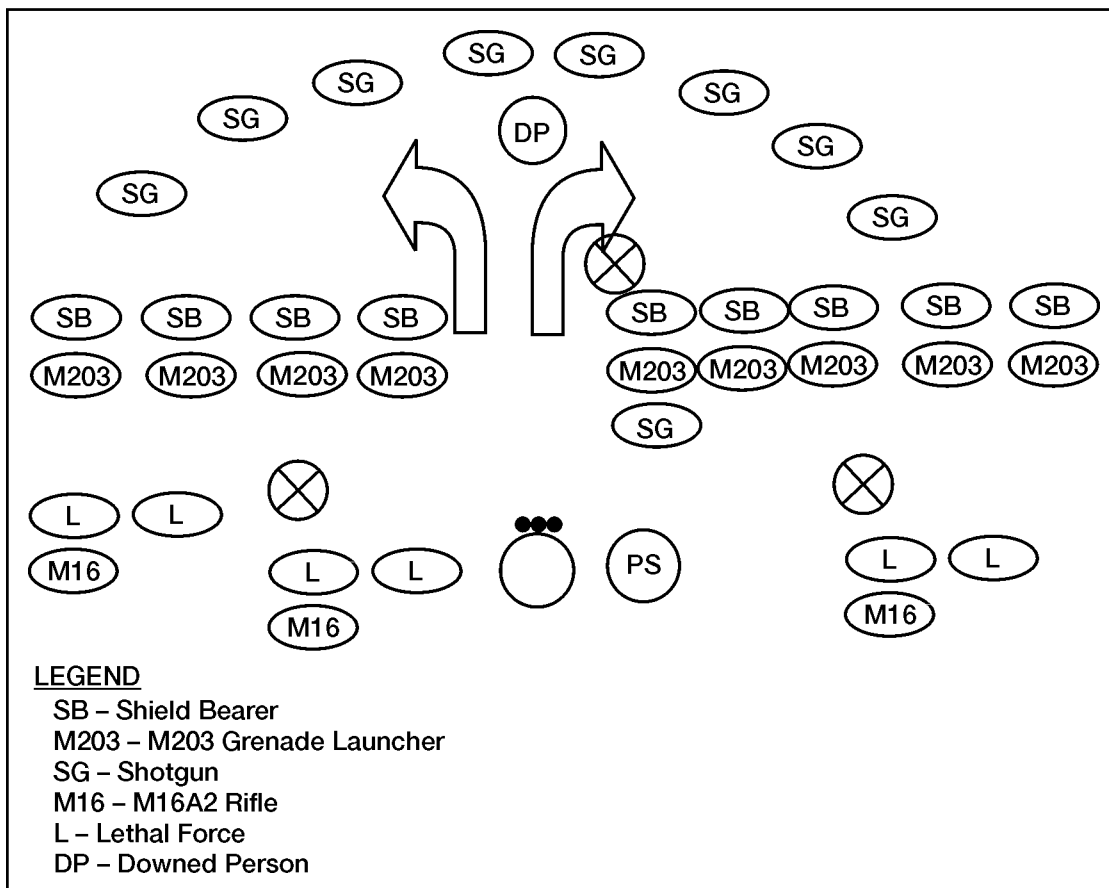 SG SG
SG SG
SG DP SG
SG SG
SG
SB SB SB SB SB SB SB SB SB
M203 M203 M203 M203 M203 M203 M203 M203 M203
SG
L L
M16 L L PS L L
M16 M16
LEGEND
SB – Shield Bearer
M203 – M203 Grenade Launcher
SG – Shotgun
M16 – M16A2 Rifle
L – Lethal Force
DP – Downed Person